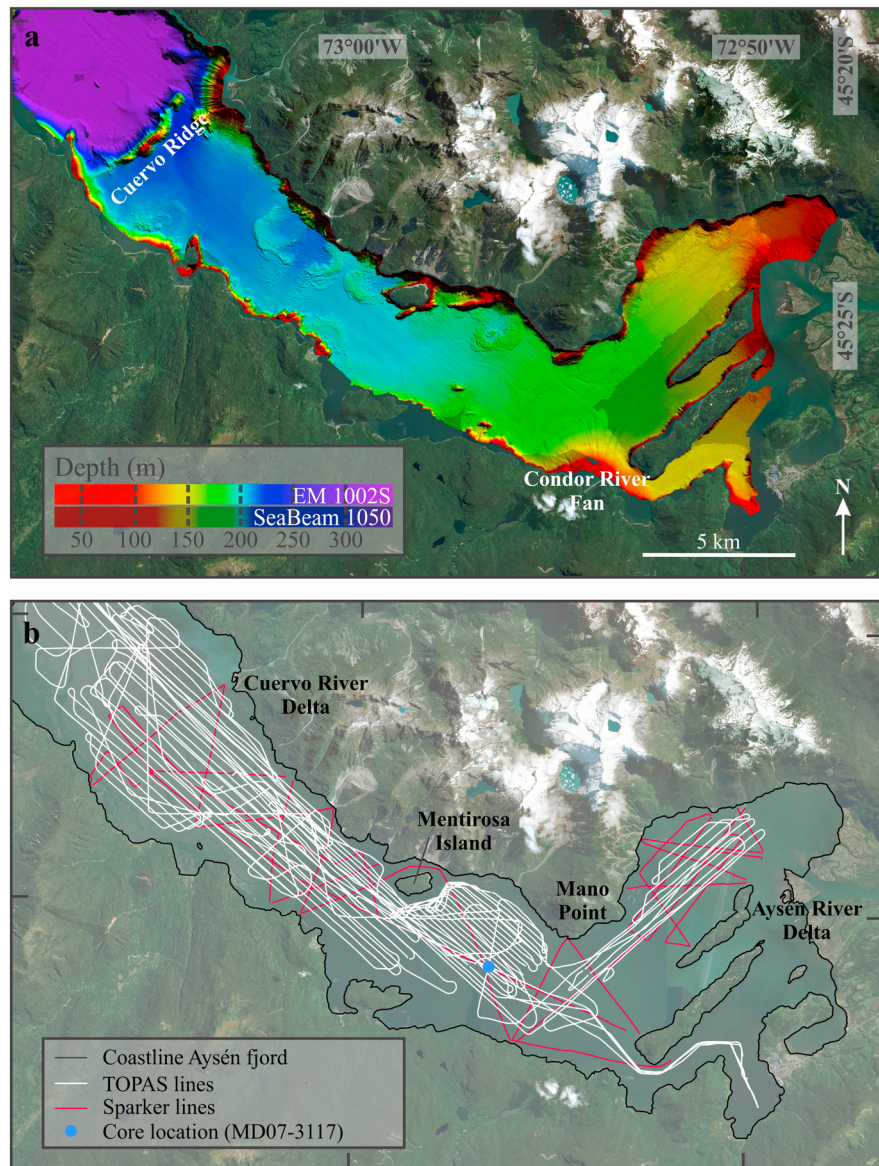 a
73°00'W
72°50'W
45°20'S
Cuervo Ridge
45°25'S
Depth (m)
EM 1002S
SeaBeam 1050
50 100 150 200 250 300
Condor River
Fan
N
5 km
b
Cuervo River
Delta
Mentirosa
Island
Mano
Point
Aysén River
Delta
Coastline Aysén fjord
TOPAS lines
Sparker lines
Core location (MD07-3117)